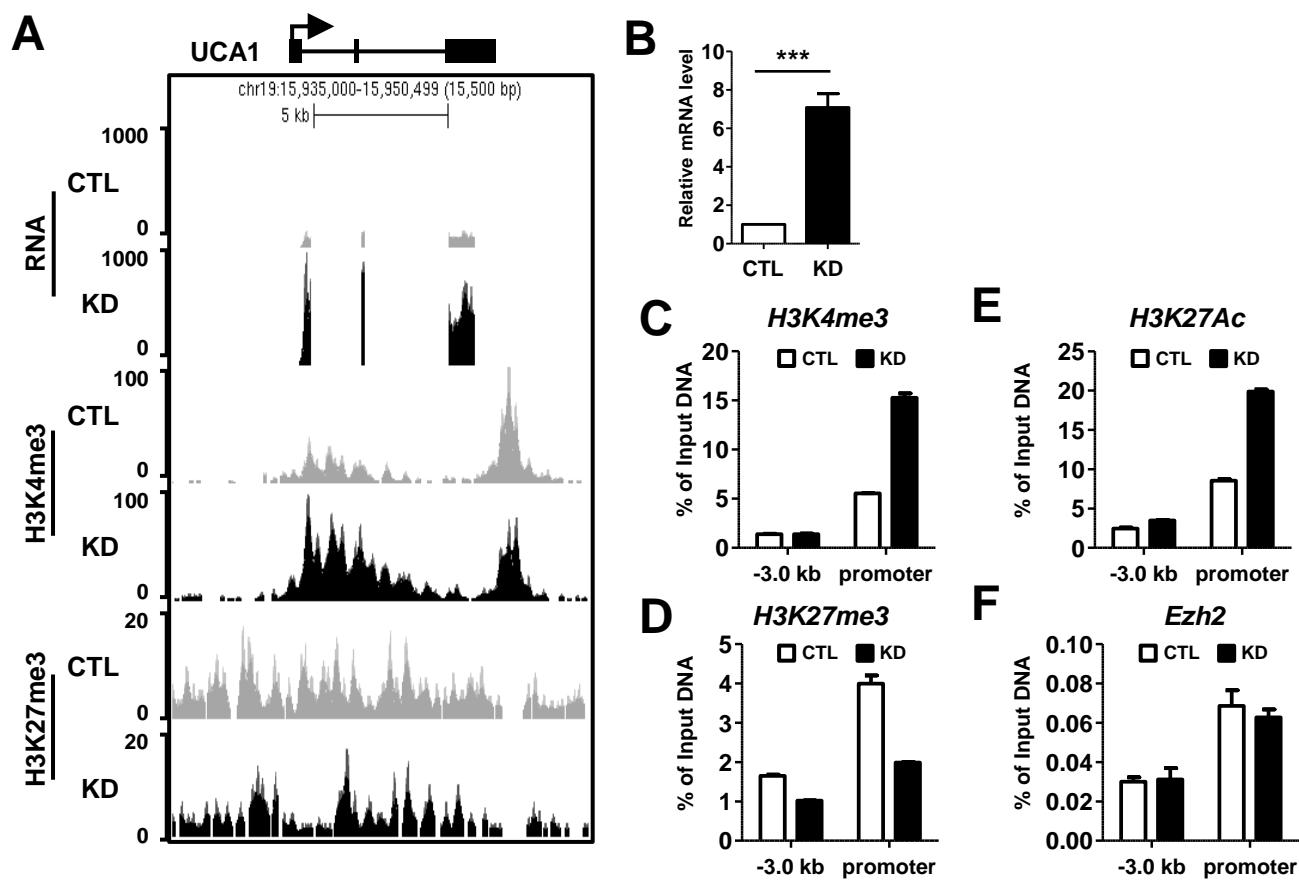 A
UCA1
chr19:15,935,000-15,950,499 (15,500 bp)
5 kb
RNA
CTL
1000
0
KD
1000
0
H3K4me3
CTL
100
0
KD
100
0
H3K27me3
CTL
20
0
KD
20
0
B
Relative mRNA level
10
8
6
4
2
0
***
CTL KD
C
H3K4me3
CTL KD
% of Input DNA
20
15
10
5
0
-3.0 kb promoter
E
H3K27Ac
CTL KD
% of Input DNA
25
20
15
10
5
0
-3.0 kb promoter
D
H3K27me3
CTL KD
% of Input DNA
5
4
3
2
1
0
-3.0 kb promoter
F
Ezh2
CTL KD
% of Input DNA
0.10
0.08
0.06
0.04
0.02
0.00
-3.0 kb promoter